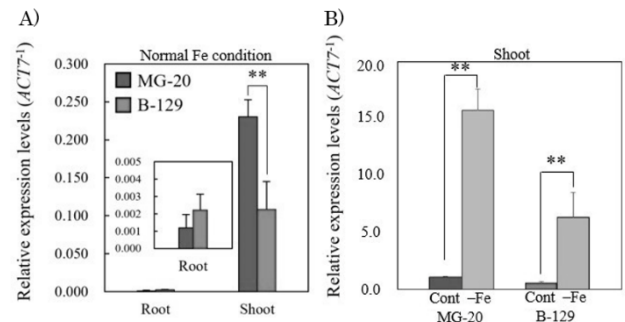 A)
Normal Fe condition
Relative expression levels (ACT7⁻¹)
0.300
0.250
0.200
0.150
0.100
0.050
0.000
MG-20
B-129
**
0.005
0.004
0.003
0.002
0.001
0.000
Root
Root Shoot
B)
Shoot
Relative expression levels (ACT7⁻¹)
20.0
15.0
10.0
5.0
0.0
**
**
Cont –Fe Cont –Fe
MG-20 B-129